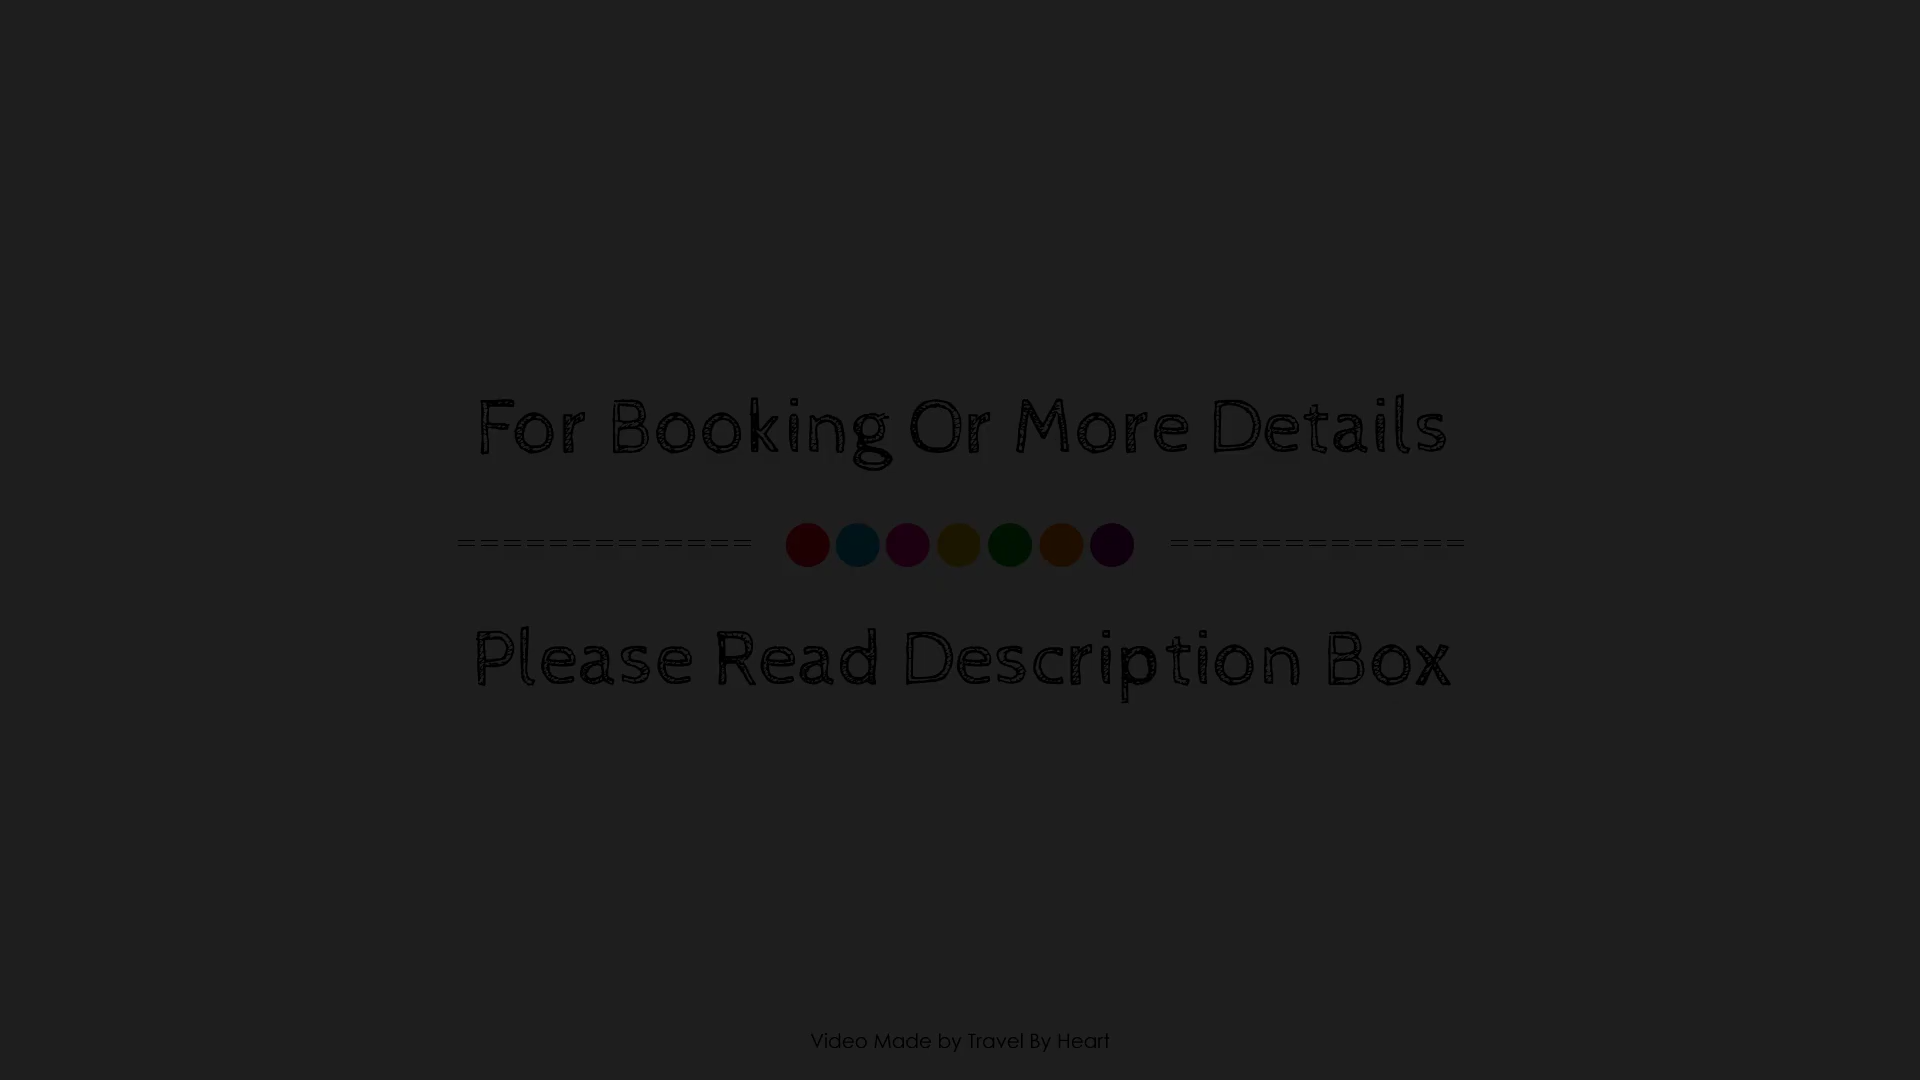 For Booking Or More Details
============= =============
Please Read Description Box
Video Made by Travel By Heart